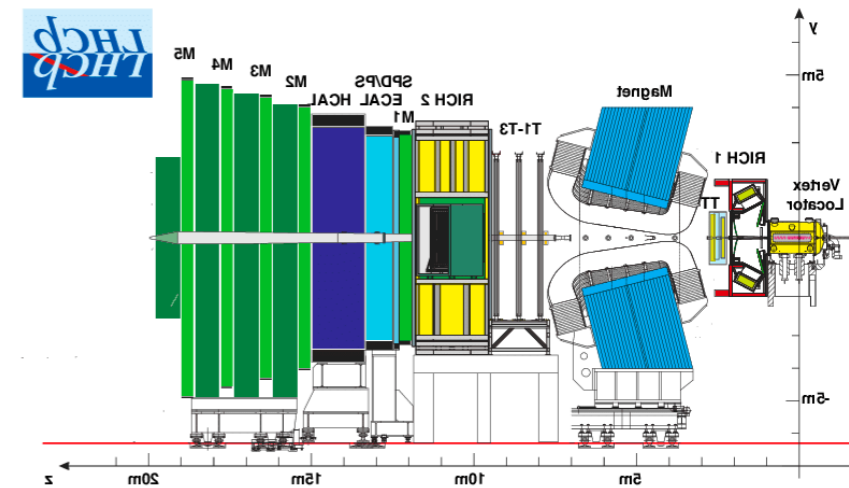 LHCb
LHCb
y
5m
Vertex
Locator
RICH 1
TT
Magnet
T1-T3
RICH 2
M1
SPD/PS
ECAL
HCAL
M2
M3
M4
M5
-5m
5m
10m
15m
20m
z